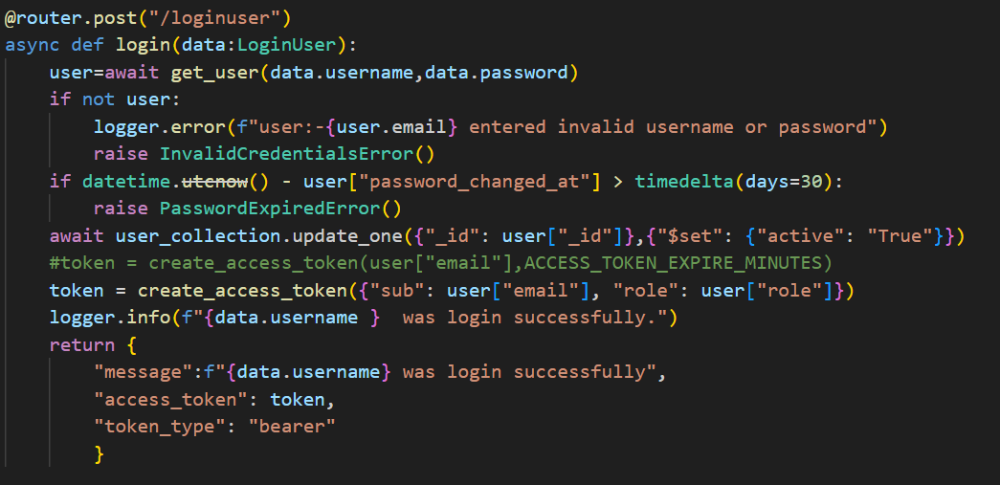 @router.post("/loginuser")
async def login(data:LoginUser):
    user=await get_user(data.username,data.password)
    if not user:
        logger.error(f"user:-{user.email} entered invalid username or password")
        raise InvalidCredentialsError()
    if datetime.utcnow() - user["password_changed_at"] > timedelta(days=30):
        raise PasswordExpiredError()
    await user_collection.update_one({"_id": user["_id"]},{"$set": {"active": "True"}})
    #token = create_access_token(user["email"],ACCESS_TOKEN_EXPIRE_MINUTES)
    token = create_access_token({"sub": user["email"], "role": user["role"]})
    logger.info(f"{data.username }  was login successfully.")
    return {
        "message":f"{data.username} was login successfully",
        "access_token": token,
        "token_type": "bearer"
        }